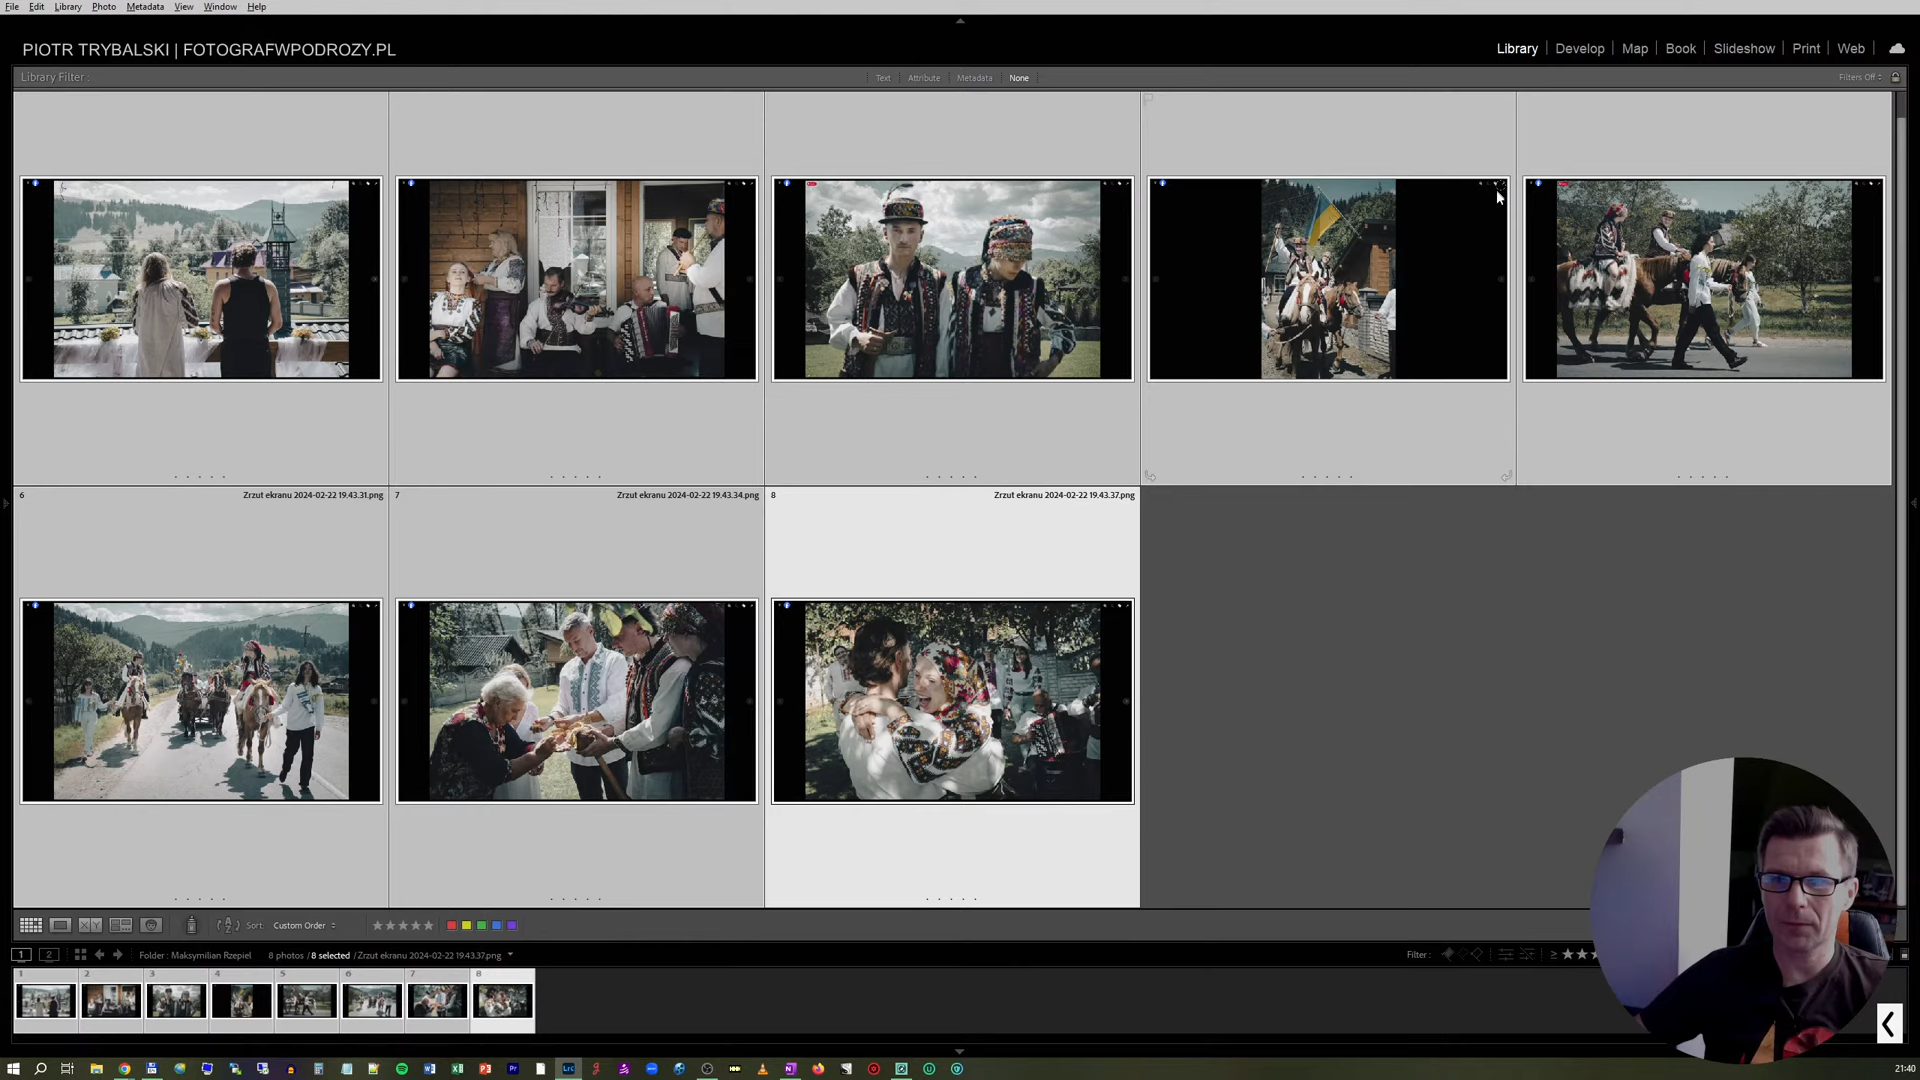 File Edit Library Photo Metadata View Window Help
PIOTR TRYBALSKI | FOTOGRAFWPODROZY.PL
Library Develop Map Book Slideshow Print Web
Library Filter :
Text Attribute Metadata None
Filters Off
6 Zrzut ekranu 2024-02-22 19.43.31.png
7 Zrzut ekranu 2024-02-22 19.43.34.png
8 Zrzut ekranu 2024-02-22 19.43.37.png
XY
Sort: Custom Order
1 2 Folder : Maksymilian Rzepiel 8 photos / 8 selected / Zrzut ekranu 2024-02-22 19.43.37.png
Filter : ≥
1 2 3 4 5 6 7 8
Lrc
Pr
21:40